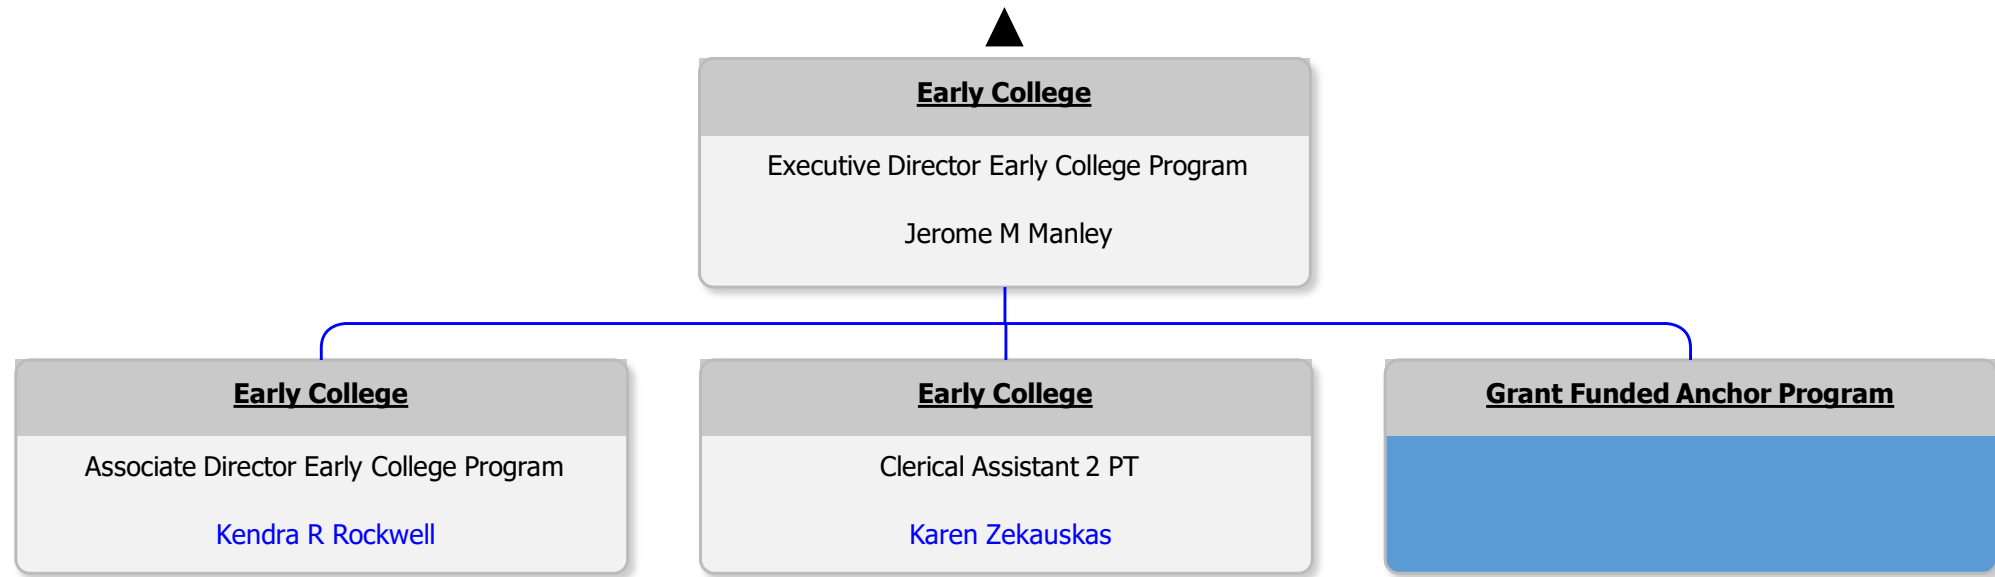 Early College
Executive Director Early College Program
Jerome M Manley
Early College
Associate Director Early College Program
Kendra R Rockwell
Early College
Clerical Assistant 2 PT
Karen Zekauskas
Grant Funded Anchor Program